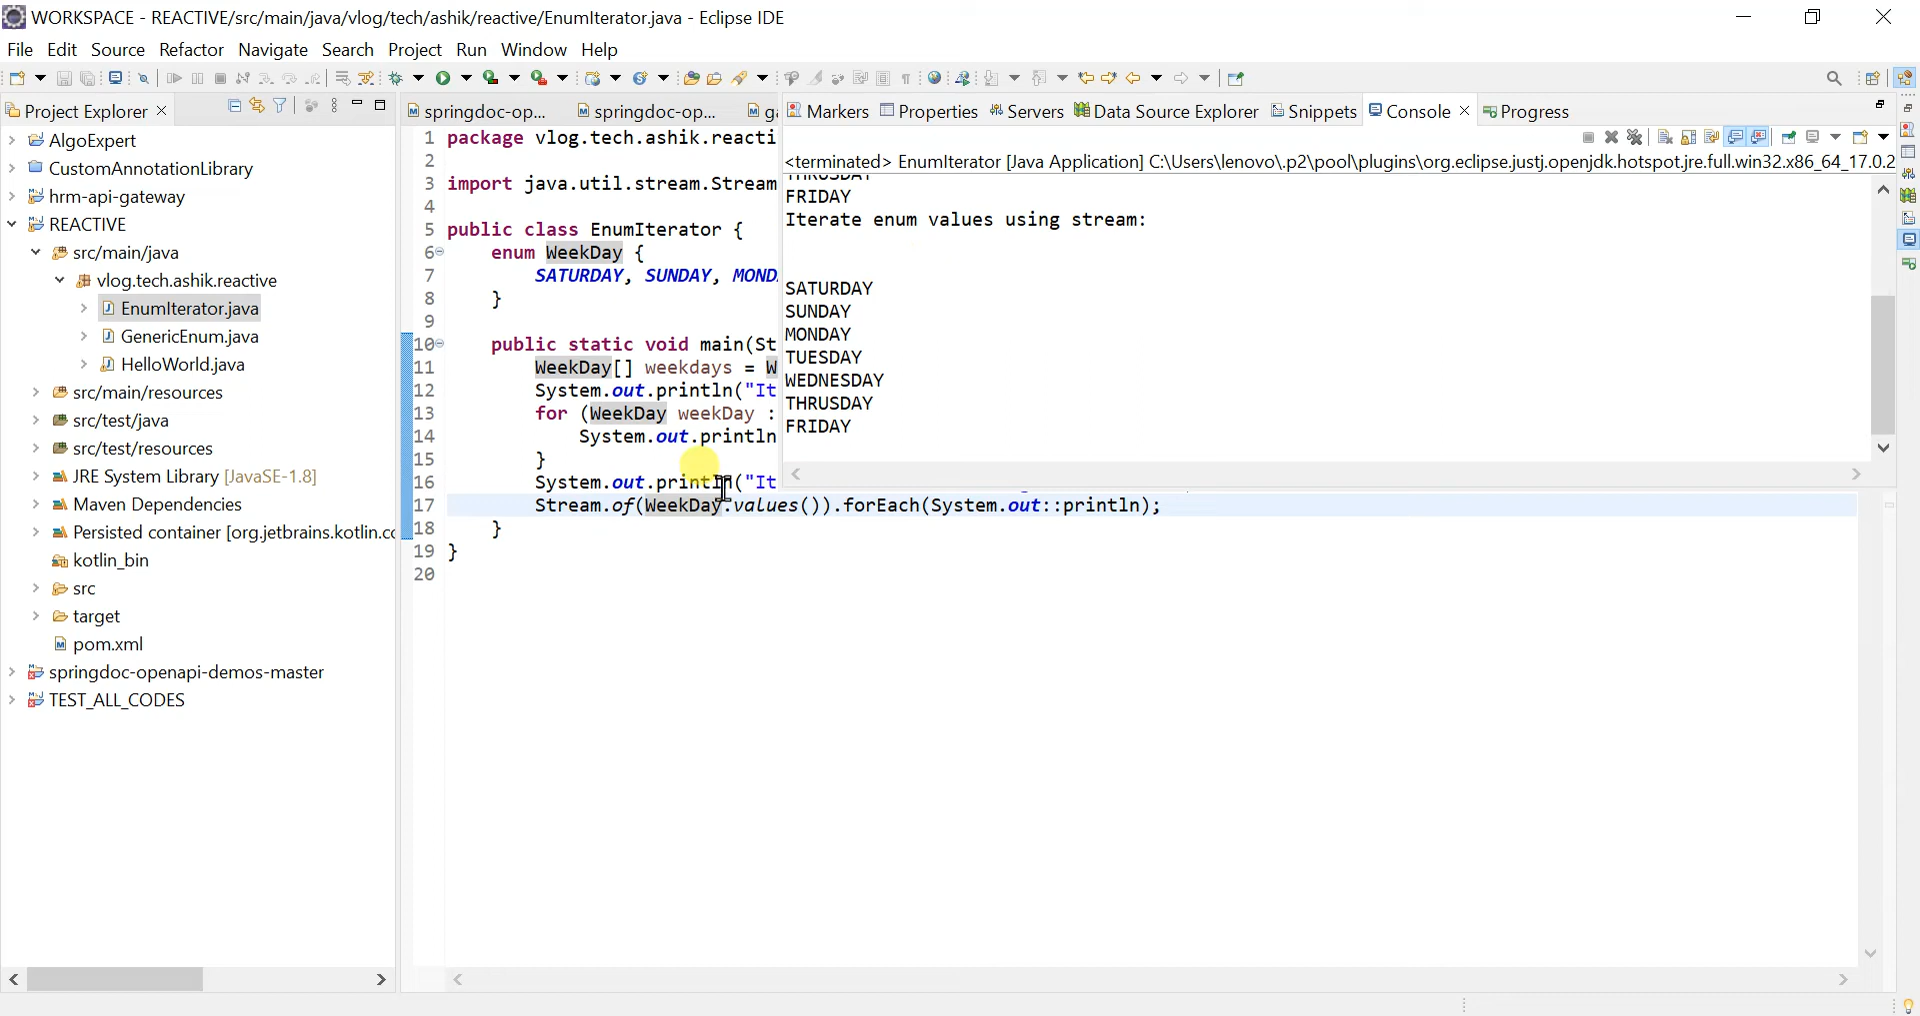 WORKSPACE - REACTIVE/src/main/java/vlog/tech/ashik/reactive/EnumIterator.java - Eclipse IDE
File Edit Source Refactor Navigate Search Project Run Window Help
Project Explorer
AlgoExpert
CustomAnnotationLibrary
hrm-api-gateway
REACTIVE
src/main/java
vlog.tech.ashik.reactive
EnumIterator.java
GenericEnum.java
HelloWorld.java
src/main/resources
src/test/java
src/test/resources
JRE System Library [JavaSE-1.8]
Maven Dependencies
Persisted container [org.jetbrains.kotlin.cc
kotlin_bin
src
target
pom.xml
springdoc-openapi-demos-master
TEST_ALL_CODES
springdoc-op... springdoc-op... ga
1 package vlog.tech.ashik.reacti
2
3 import java.util.stream.Stream
4
5 public class EnumIterator {
6 enum WeekDay {
7 SATURDAY, SUNDAY, MOND
8 }
9
10 public static void main(St
11 WeekDay[] weekdays = W
12 System.out.println("It
13 for (WeekDay weekDay :
14 System.out.println
15 }
16 System.out.println("It
17 Stream.of(WeekDay.values()).forEach(System.out::println);
18 }
19 }
20
Markers Properties Servers Data Source Explorer Snippets Console Progress
<terminated> EnumIterator [Java Application] C:\Users\lenovo\.p2\pool\plugins\org.eclipse.justj.openjdk.hotspot.jre.full.win32.x86_64_17.0.2
THRUSDAY
FRIDAY
Iterate enum values using stream:
SATURDAY
SUNDAY
MONDAY
TUESDAY
WEDNESDAY
THRUSDAY
FRIDAY